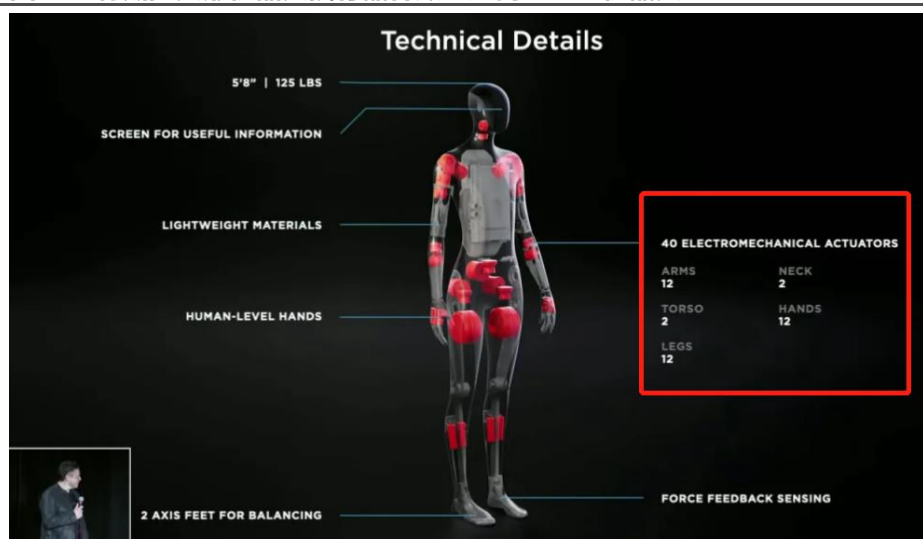 Technical Details
5'8" | 125 LBS
SCREEN FOR USEFUL INFORMATION
LIGHTWEIGHT MATERIALS
HUMAN-LEVEL HANDS
2 AXIS FEET FOR BALANCING
40 ELECTROMECHANICAL ACTUATORS
ARMS
12
NECK
2
TORSO
2
HANDS
12
LEGS
12
FORCE FEEDBACK SENSING